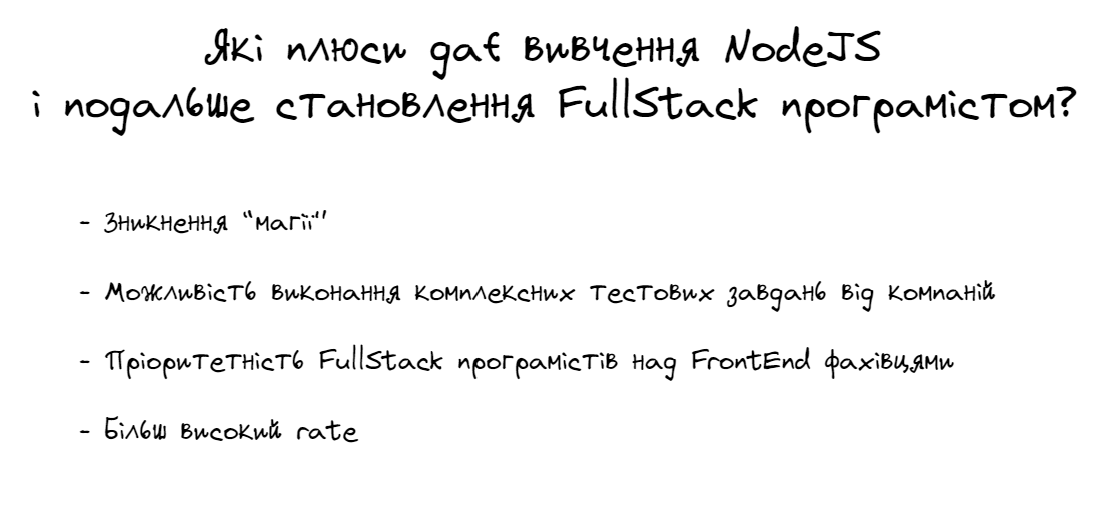 Які плюси дає вивчення NodeJS
і подальше становлення FullStack програмістом?
- Зникнення “магії“
- Можливість виконання комплексних тестових завдань від компаній
- Пріоритетність FullStack програмістів над FrontEnd фахівцями
- Більш високий rate